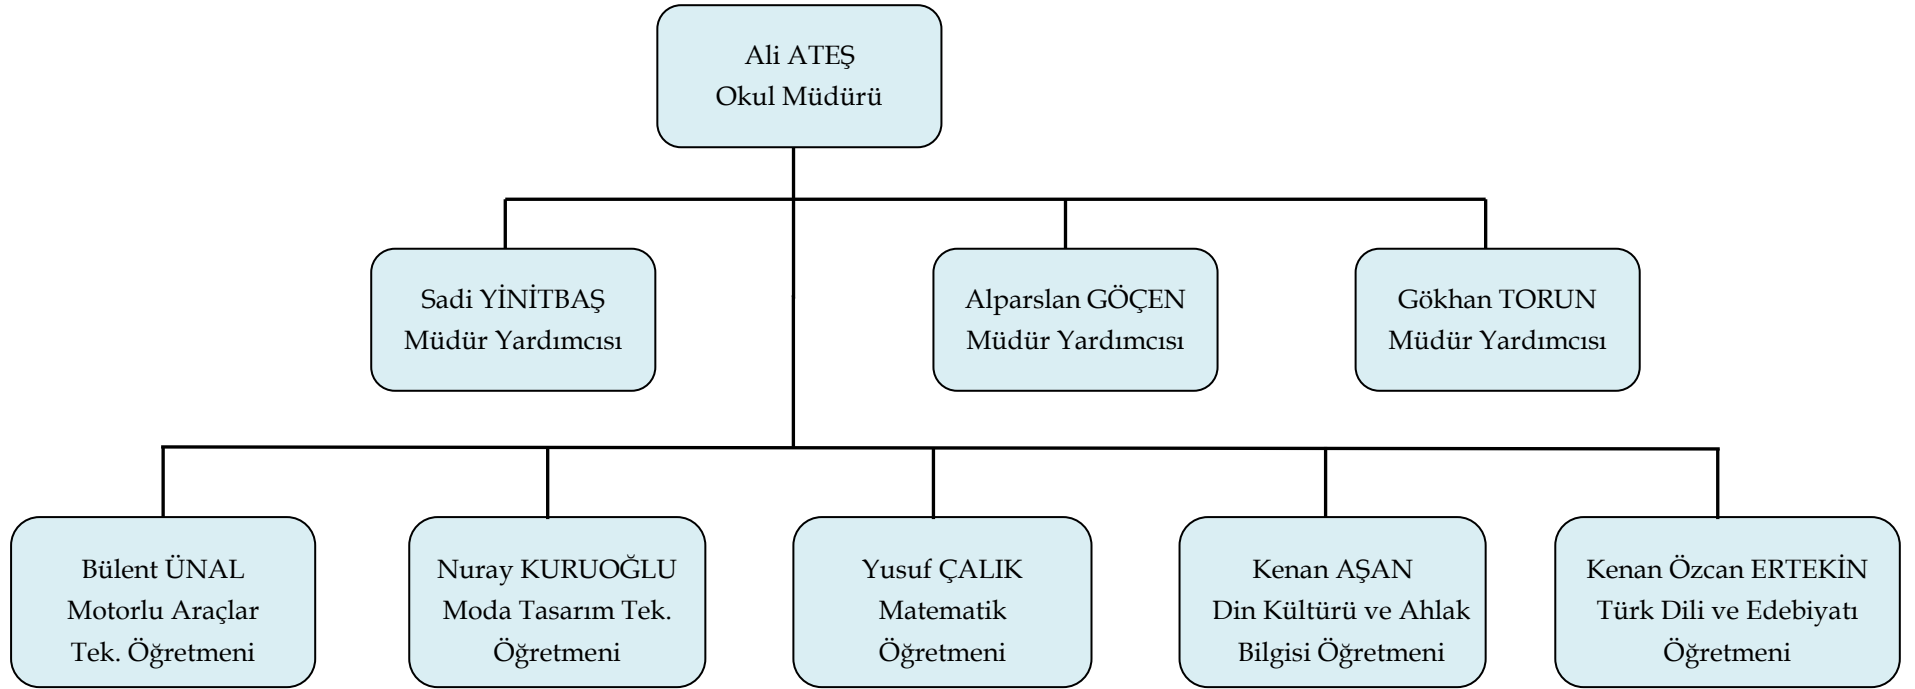 Ali ATEŞ
Okul Müdürü
Sadi YİNİTBAŞ
Müdür Yardımcısı
Alparslan GÖÇEN
Müdür Yardımcısı
Gökhan TORUN
Müdür Yardımcısı
Bülent ÜNAL
Motorlu Araçlar
Tek. Öğretmeni
Nuray KURUOĞLU
Moda Tasarım Tek.
Öğretmeni
Yusuf ÇALIK
Matematik
Öğretmeni
Kenan AŞAN
Din Kültürü ve Ahlak
Bilgisi Öğretmeni
Kenan Özcan ERTEKİN
Türk Dili ve Edebiyatı
Öğretmeni